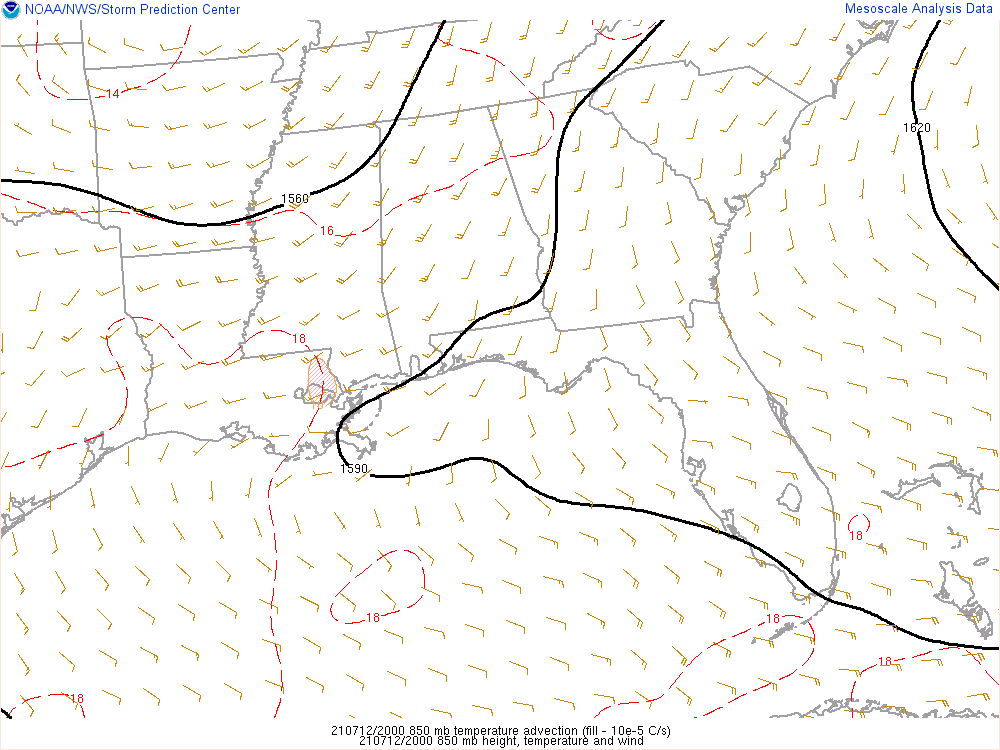 NOAA/NWS/Storm Prediction Center
Mesoscale Analysis Data
14
1620
1560
16
18
1590
18
18
18
18
18
210712/2000 850 mb temperature advection (fill - 10e-5 C/s)
210712/2000 850 mb height, temperature and wind